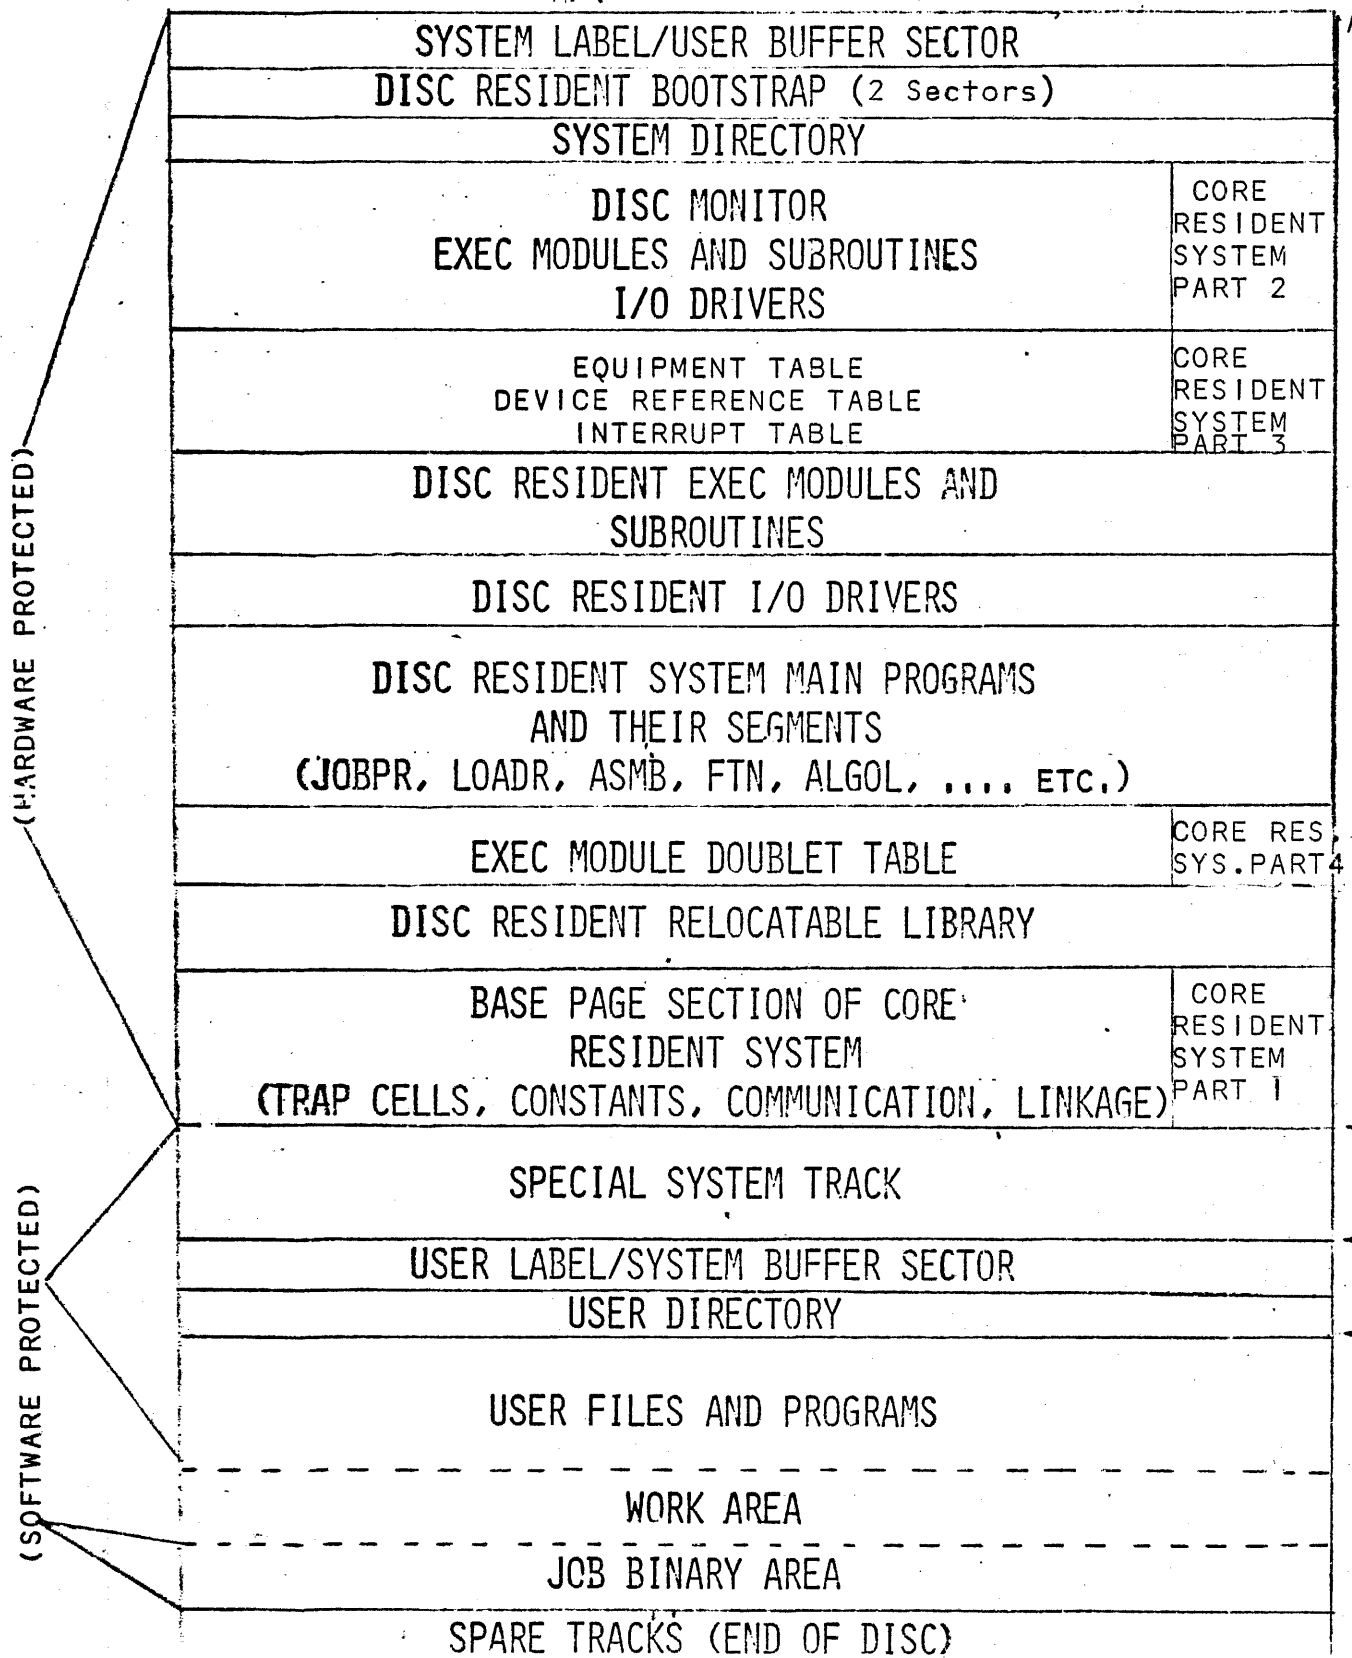 SYSTEM LABEL/USER BUFFER SECTOR
DISC RESIDENT BOOTSTRAP (2 Sectors)
SYSTEM DIRECTORY
DISC MONITOR
EXEC MODULES AND SUBROUTINES
I/O DRIVERS
CORE
RESIDENT
SYSTEM
PART 2
EQUIPMENT TABLE
DEVICE REFERENCE TABLE
INTERRUPT TABLE
CORE
RESIDENT
SYSTEM
PART 3
(HARDWARE PROTECTED)
DISC RESIDENT EXEC MODULES AND
SUBROUTINES
DISC RESIDENT I/O DRIVERS
DISC RESIDENT SYSTEM MAIN PROGRAMS
AND THEIR SEGMENTS
(JOBPR, LOADR, ASMB, FTN, ALGOL, .... ETC.)
EXEC MODULE DOUBLET TABLE
CORE RES.
SYS.PART4
DISC RESIDENT RELOCATABLE LIBRARY
BASE PAGE SECTION OF CORE
RESIDENT SYSTEM
(TRAP CELLS, CONSTANTS, COMMUNICATION, LINKAGE)
CORE
RESIDENT
SYSTEM
PART 1
SPECIAL SYSTEM TRACK
(SOFTWARE PROTECTED)
USER LABEL/SYSTEM BUFFER SECTOR
USER DIRECTORY
USER FILES AND PROGRAMS
WORK AREA
JOB BINARY AREA
SPARE TRACKS (END OF DISC)